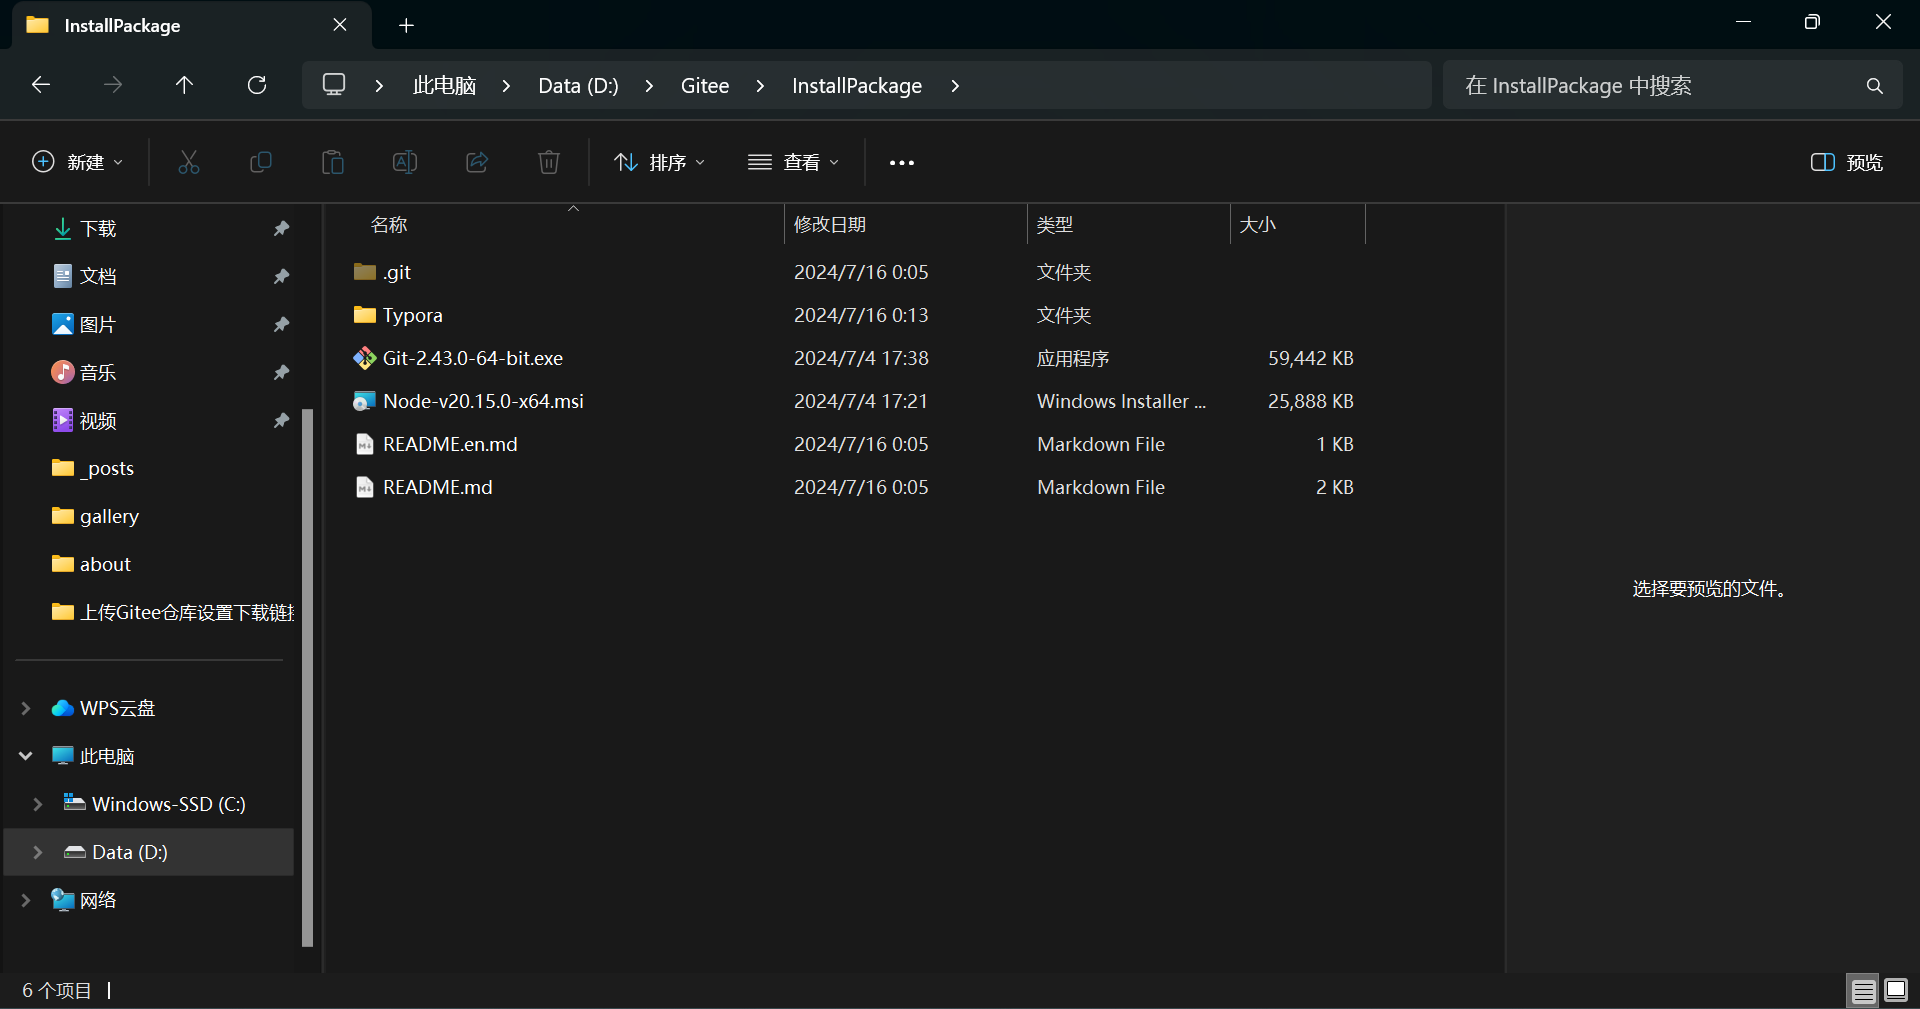 InstallPackage
此电脑 Data (D:) Gitee InstallPackage
在 InstallPackage 中搜索
新建 排序 查看 预览
下载
文档
图片
音乐
视频
_posts
gallery
about
上传Gitee仓库设置下载链
WPS云盘
此电脑
Windows-SSD (C:)
Data (D:)
网络
名称 修改日期 类型 大小
.git 2024/7/16 0:05 文件夹
Typora 2024/7/16 0:13 文件夹
Git-2.43.0-64-bit.exe 2024/7/4 17:38 应用程序 59,442 KB
Node-v20.15.0-x64.msi 2024/7/4 17:21 Windows Installer ... 25,888 KB
README.en.md 2024/7/16 0:05 Markdown File 1 KB
README.md 2024/7/16 0:05 Markdown File 2 KB
选择要预览的文件。
6 个项目